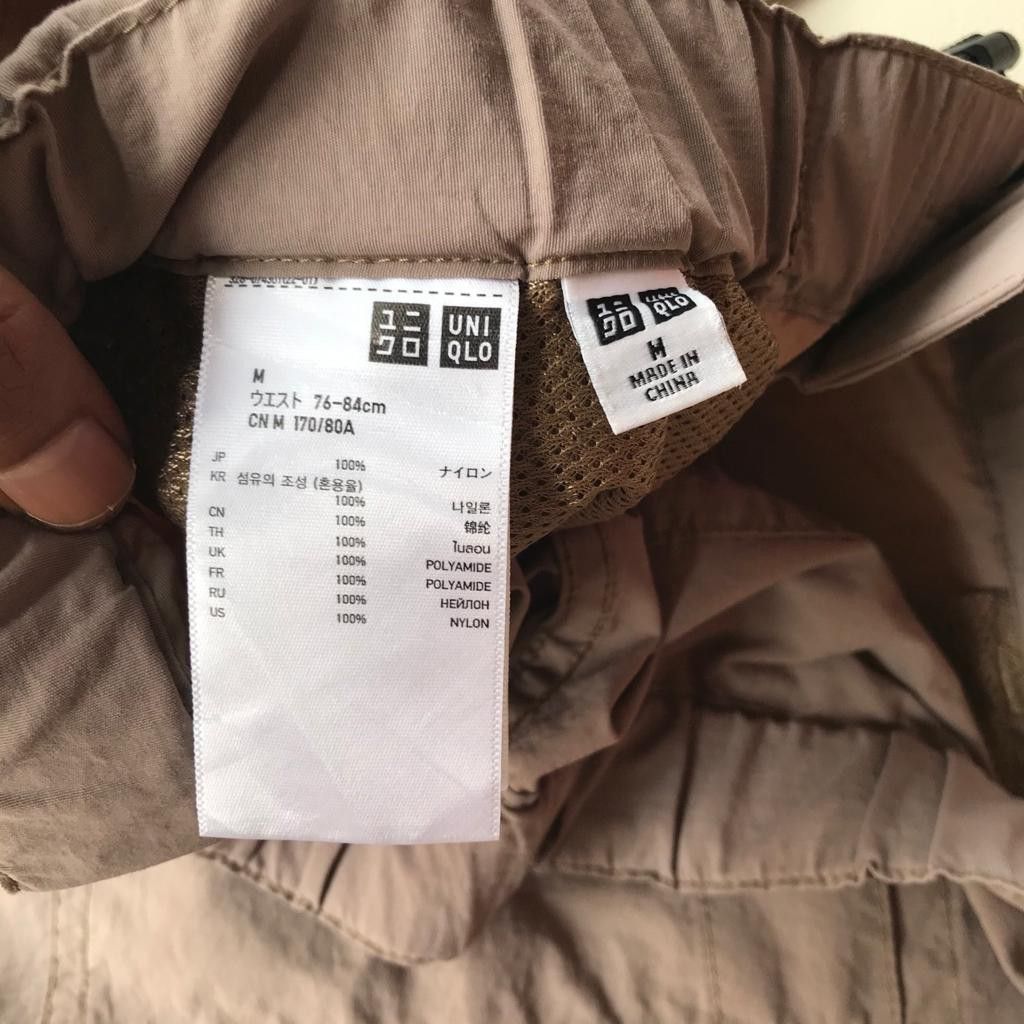 ユニ
クロ
UNI
QLO
M
ウエスト 76-84cm
CN M 170/80A
JP 100% ナイロン
KR 섬유의 조성 (혼용율)
100% 나일론
CN 100% 锦纶
TH 100% ไนลอน
UK 100% POLYAMIDE
FR 100% POLYAMIDE
RU 100% НЕЙЛОН
US 100% NYLON
ユニ
クロ
QLO
M
MADE IN
CHINA